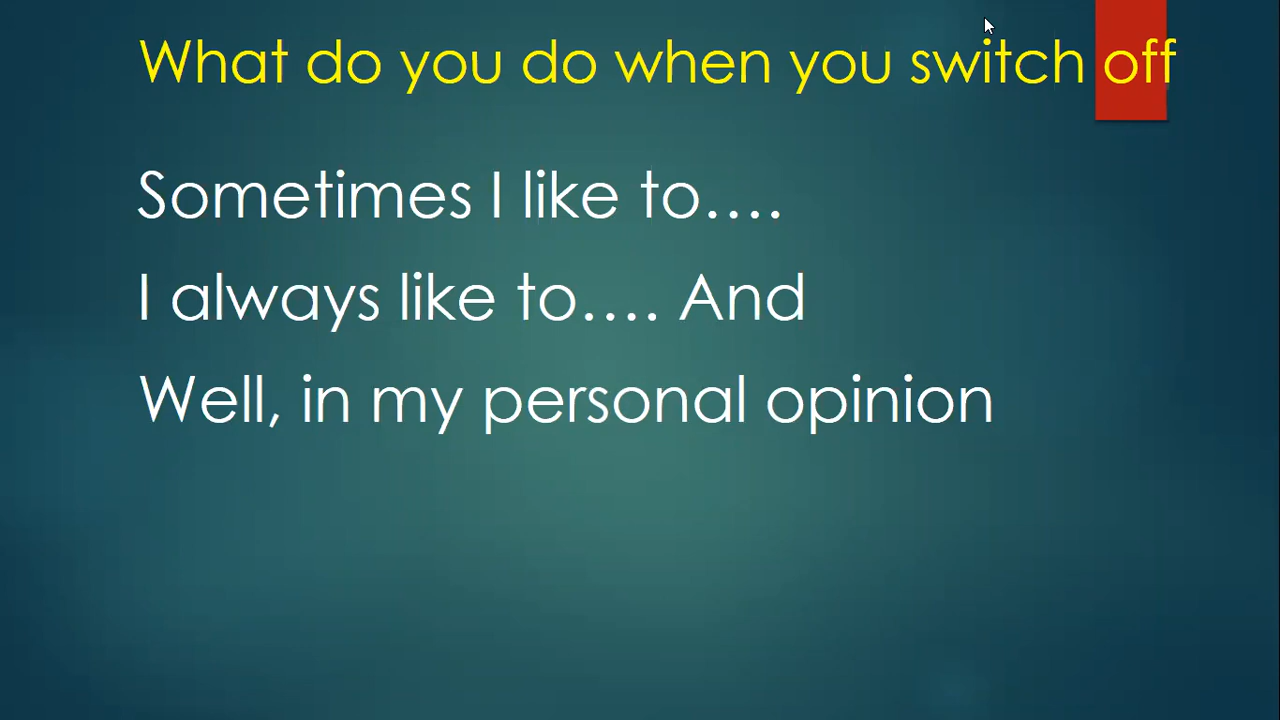 What do you do when you switch off
Sometimes I like to....
I always like to.... And
Well, in my personal opinion